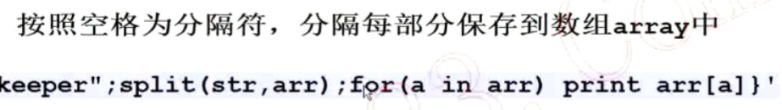 按照空格为分隔符，分隔每部分保存到数组array中
keeper";split(str,arr);for(a in arr) print arr[a]}'